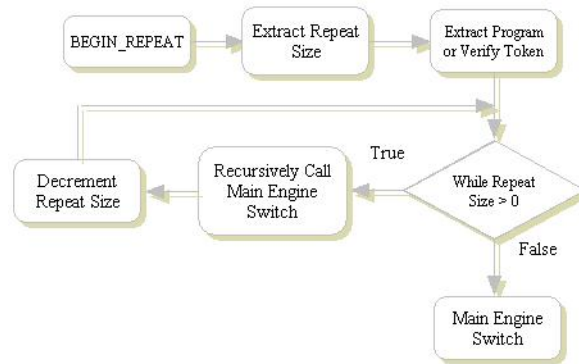 BEGIN_REPEAT
Extract Repeat
Size
Extract Program
or Verify Token
True
While Repeat
Size > 0
Recursively Call
Main Engine
Switch
Decrement
Repeat Size
False
Main Engine
Switch